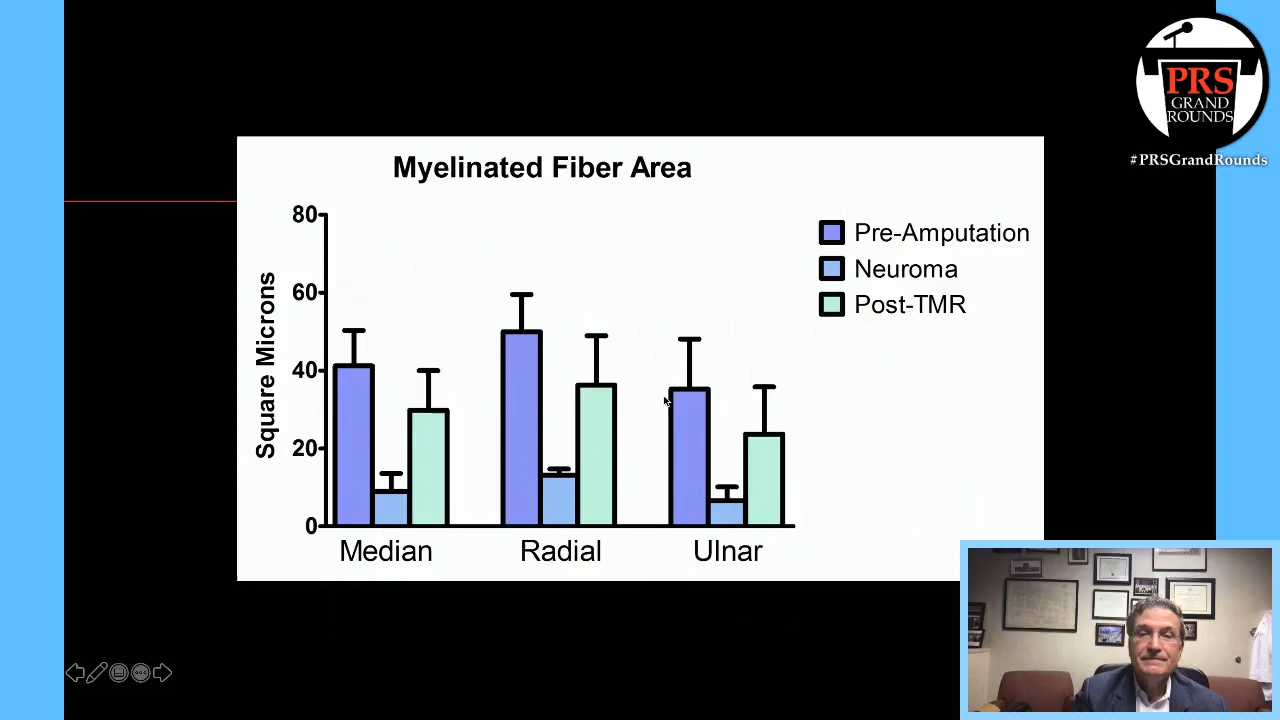 PRS
GRAND
ROUNDS
#PRSGrandRounds
Myelinated Fiber Area
Square Microns
80
60
40
20
0
Median
Radial
Ulnar
Pre-Amputation
Neuroma
Post-TMR